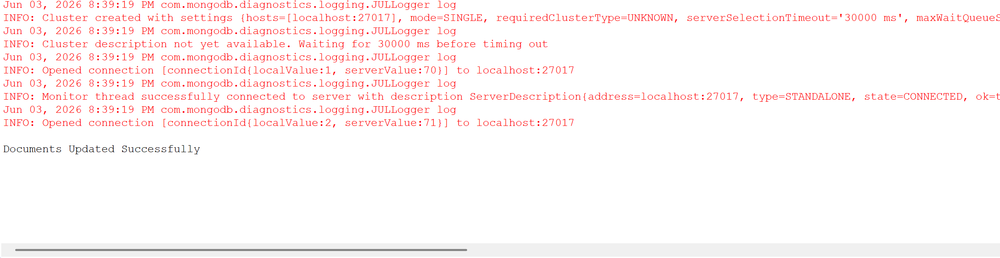 Jun 03, 2026 8:39:19 PM com.mongodb.diagnostics.logging.JULLogger log
INFO: Cluster created with settings {hosts=[localhost:27017], mode=SINGLE, requiredClusterType=UNKNOWN, serverSelectionTimeout='30000 ms', maxWaitQueueS
Jun 03, 2026 8:39:19 PM com.mongodb.diagnostics.logging.JULLogger log
INFO: Cluster description not yet available. Waiting for 30000 ms before timing out
Jun 03, 2026 8:39:19 PM com.mongodb.diagnostics.logging.JULLogger log
INFO: Opened connection [connectionId{localValue:1, serverValue:70}] to localhost:27017
Jun 03, 2026 8:39:19 PM com.mongodb.diagnostics.logging.JULLogger log
INFO: Monitor thread successfully connected to server with description ServerDescription{address=localhost:27017, type=STANDALONE, state=CONNECTED, ok=t
Jun 03, 2026 8:39:19 PM com.mongodb.diagnostics.logging.JULLogger log
INFO: Opened connection [connectionId{localValue:2, serverValue:71}] to localhost:27017
Documents Updated Successfully